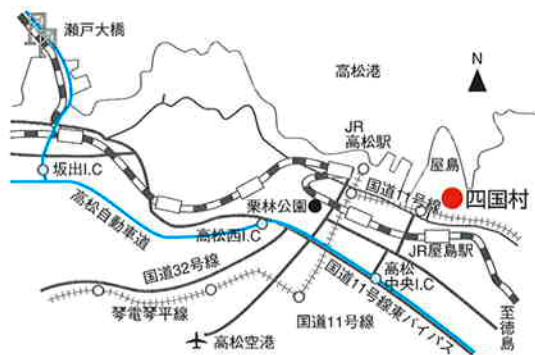 瀬戸大橋
高松港
N
JR
高松駅
屋島
国道11号線
四国村
坂出I.C
栗林公園
高松自動車道
高松西I.C
JR屋島駅
国道32号線
高松
中央I.C
琴電琴平線
国道11号線東バイパス
至徳島
国道11号線
高松空港